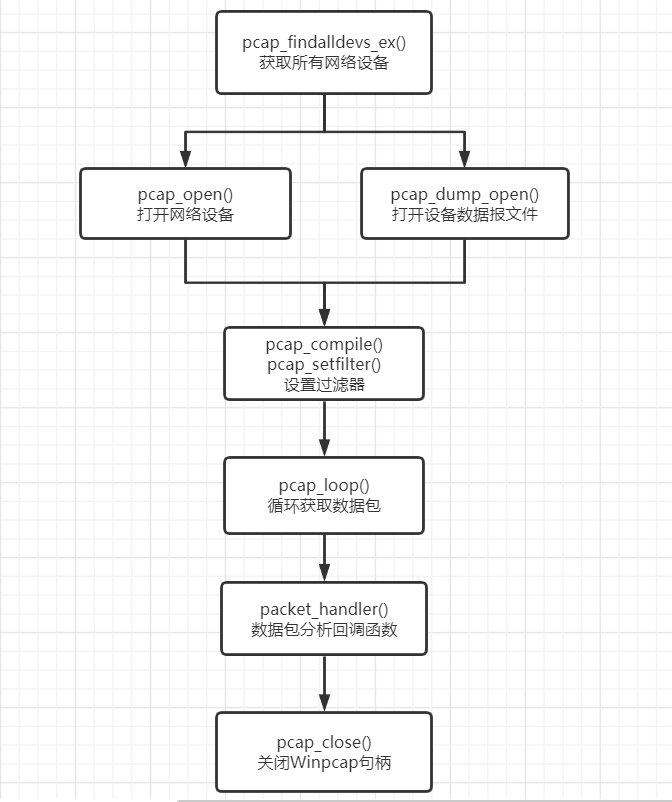 pcap_findalldevs_ex()
获取所有网络设备
pcap_open()
打开网络设备
pcap_dump_open()
打开设备数据报文件
pcap_compile()
pcap_setfilter()
设置过滤器
pcap_loop()
循环获取数据包
packet_handler()
数据包分析回调函数
pcap_close()
关闭Winpcap句柄